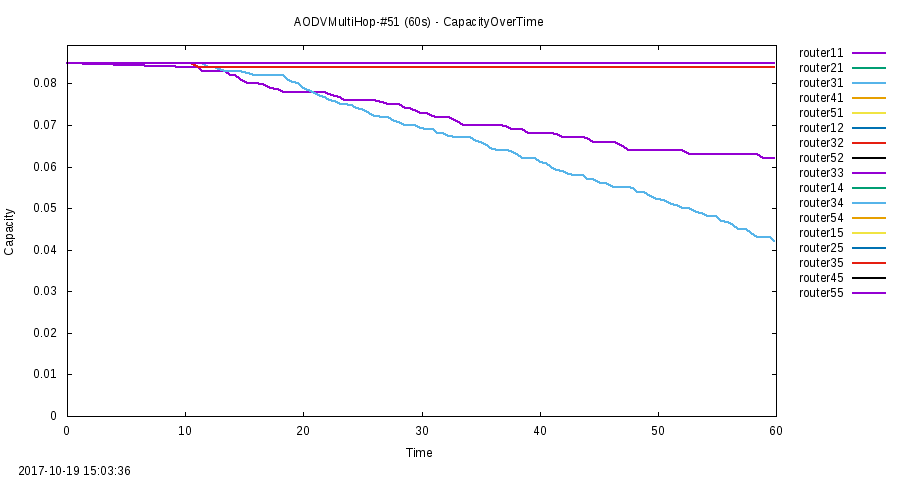 AODVMultiHop-#51 (60s) - CapacityOverTime
router11
router21
router31
router41
router51
router12
router32
router52
router33
router14
router34
router54
router15
router25
router35
router45
router55
Capacity
0.08
0.07
0.06
0.05
0.04
0.03
0.02
0.01
0
0 10 20 30 40 50 60
Time
2017-10-19 15:03:36